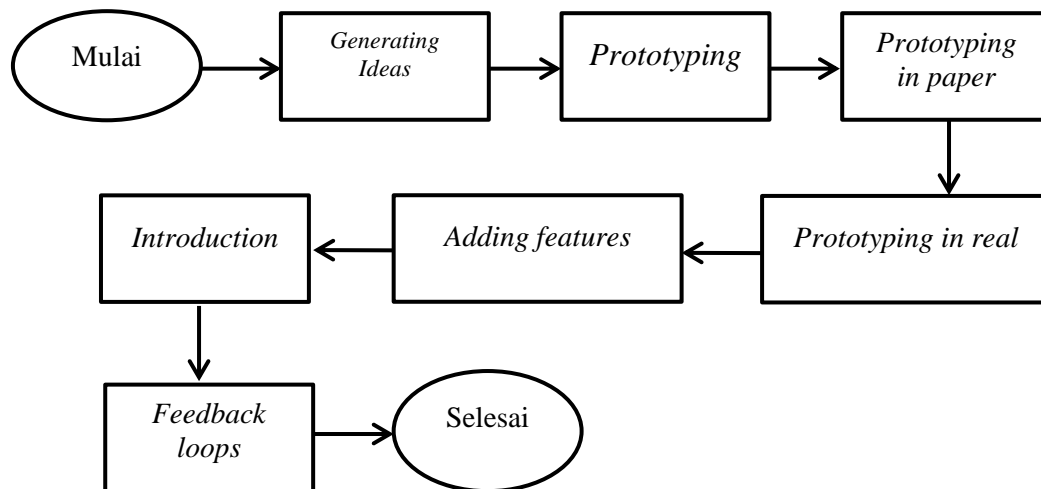 Mulai
Generating
Ideas
Prototyping
Prototyping
in paper
Prototyping in real
Adding features
Introduction
Feedback
loops
Selesai